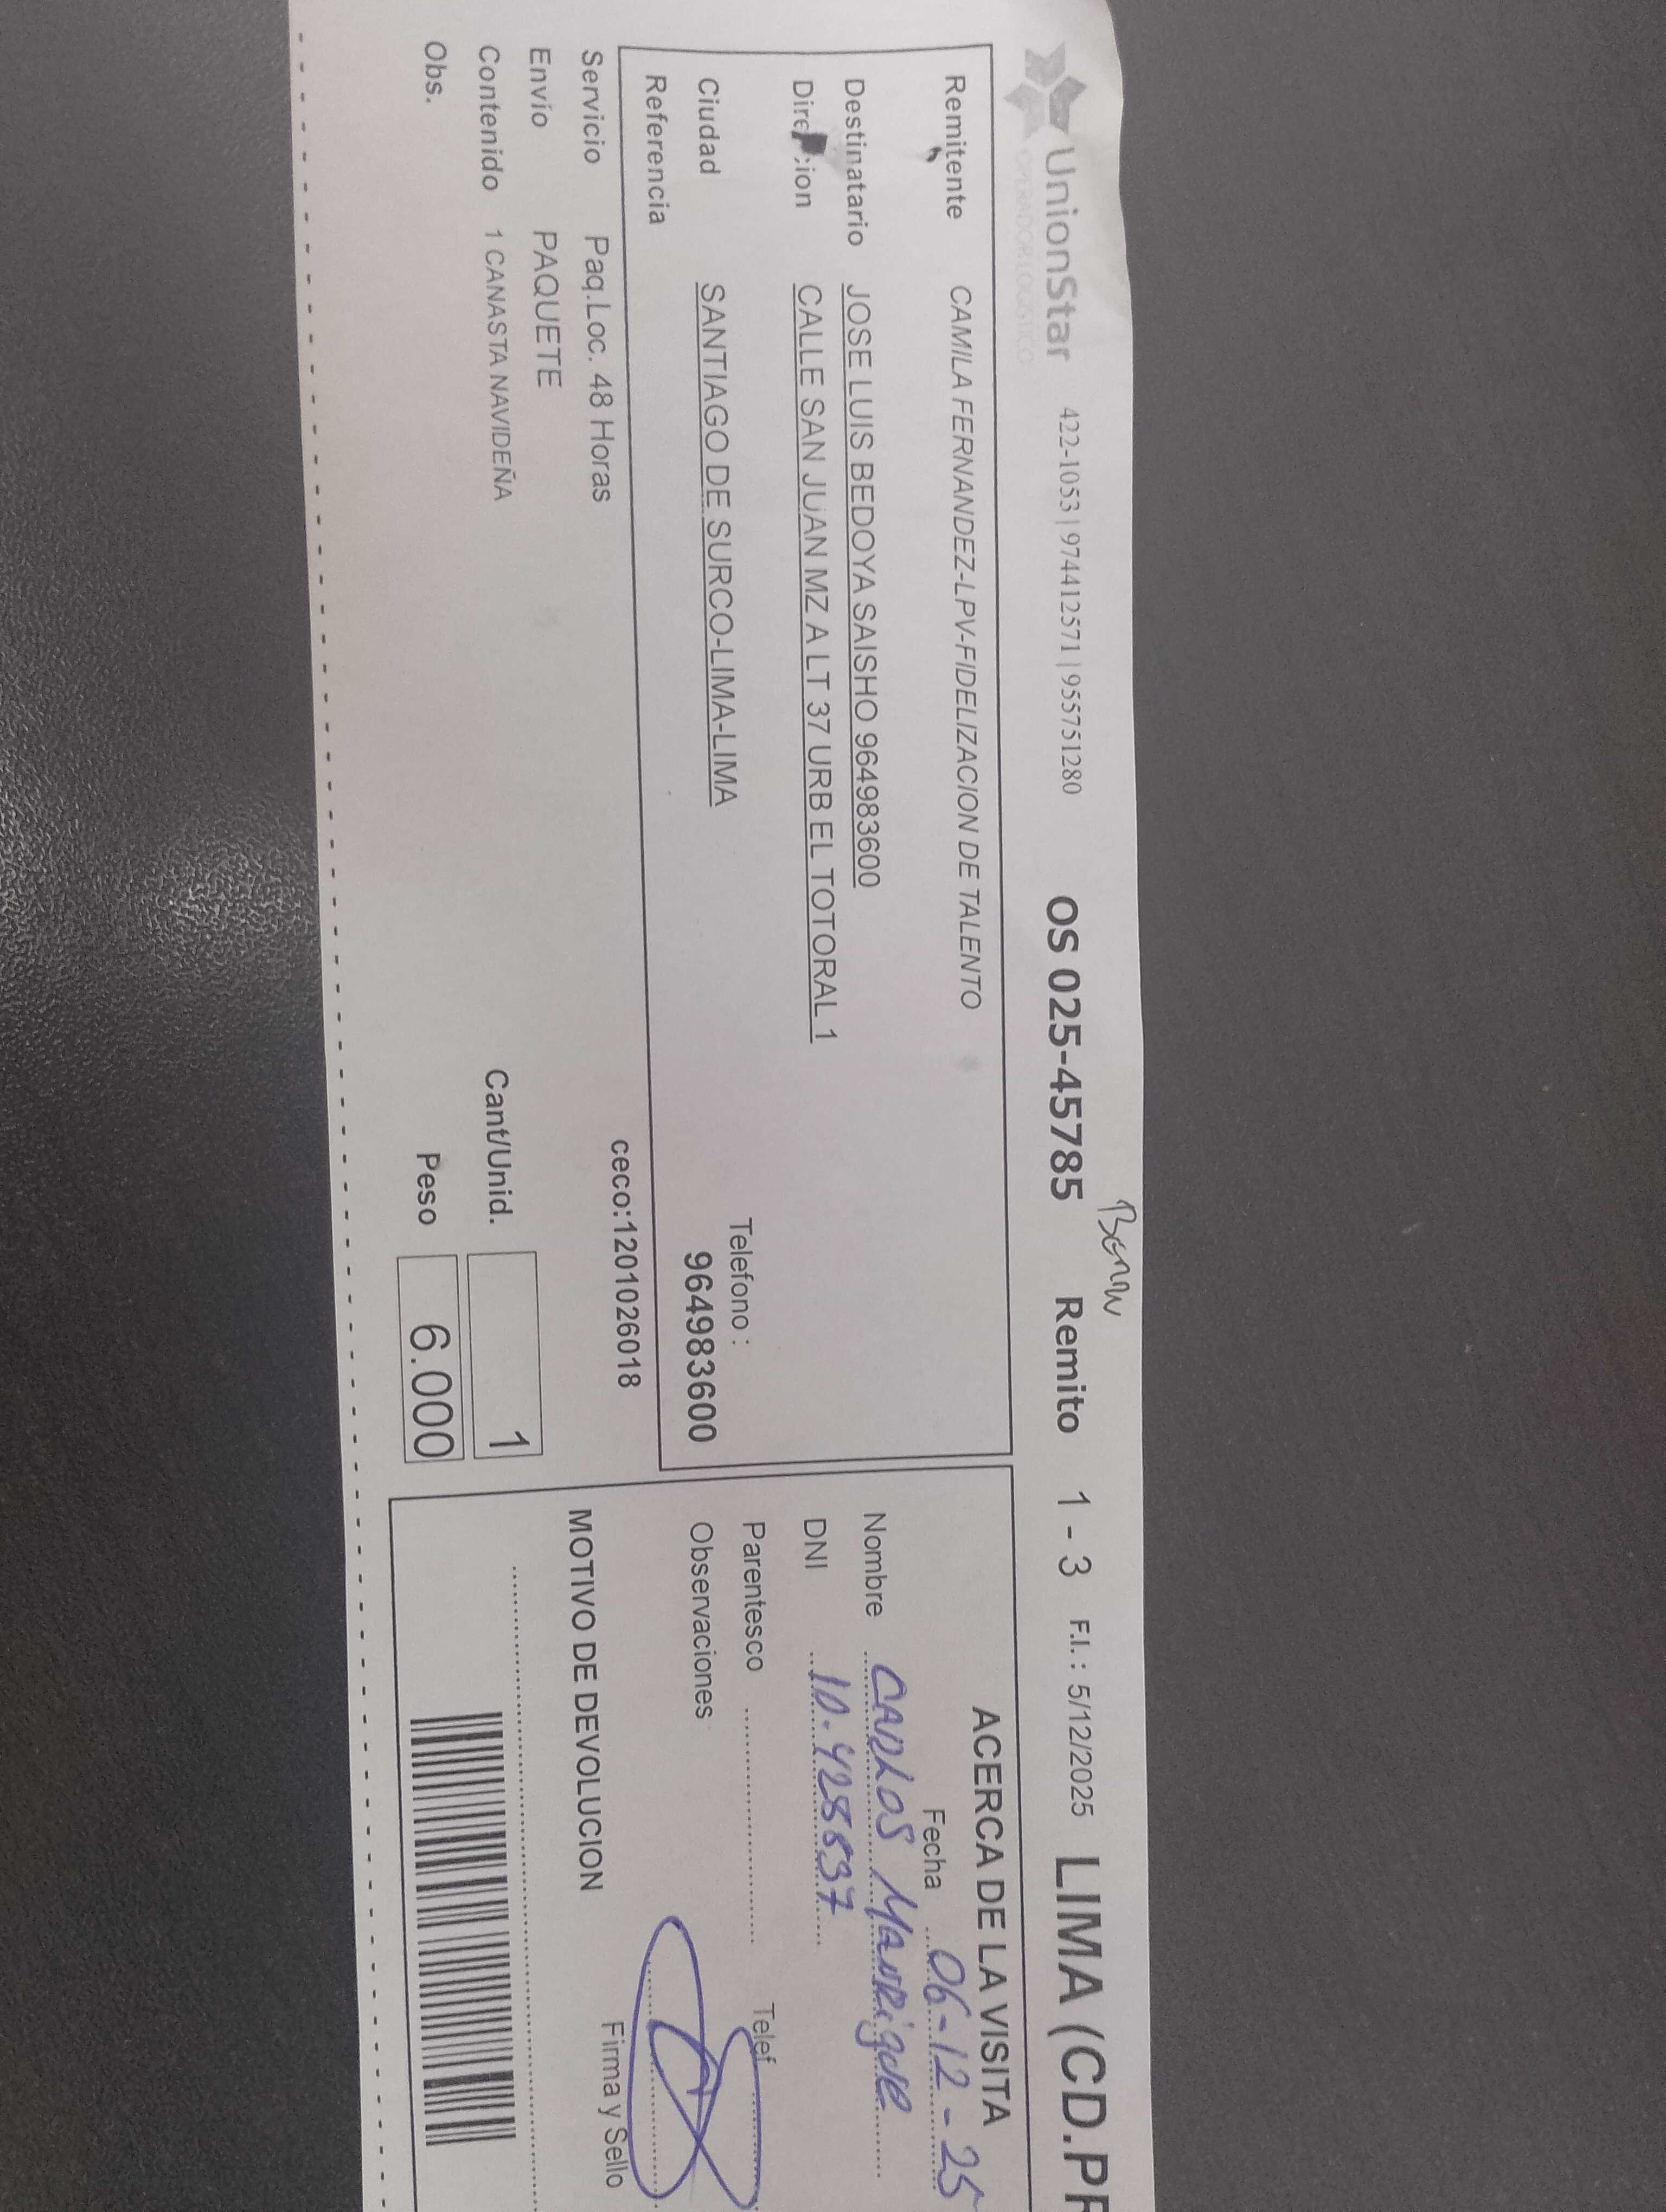 UnionStar 422-1053 | 974412571 | 955751280 OS 025-45785 Remito 1 - 3 F.I. : 5/12/2025 LIMA (CD.PR
OPERADOR LOGISTICO
Remitente CAMILA FERNANDEZ-LPV-FIDELIZACION DE TALENTO
Destinatario JOSE LUIS BEDOYA SAISHO 964983600
Direccion CALLE SAN JUAN MZ A LT 37 URB EL TOTORAL 1
Ciudad SANTIAGO DE SURCO-LIMA-LIMA
Telefono :
964983600
Referencia
ceco:1201026018
Servicio Paq.Loc. 48 Horas
Envío PAQUETE
Contenido 1 CANASTA NAVIDEÑA
Cant/Unid. 1
Obs.
Peso 6.000
ACERCA DE LA VISITA
Fecha 06-12-25
Nombre CARLOS MANRIQUE
DNI 10.428837
Parentesco Telef
Observaciones
Firma y Sello
MOTIVO DE DEVOLUCION